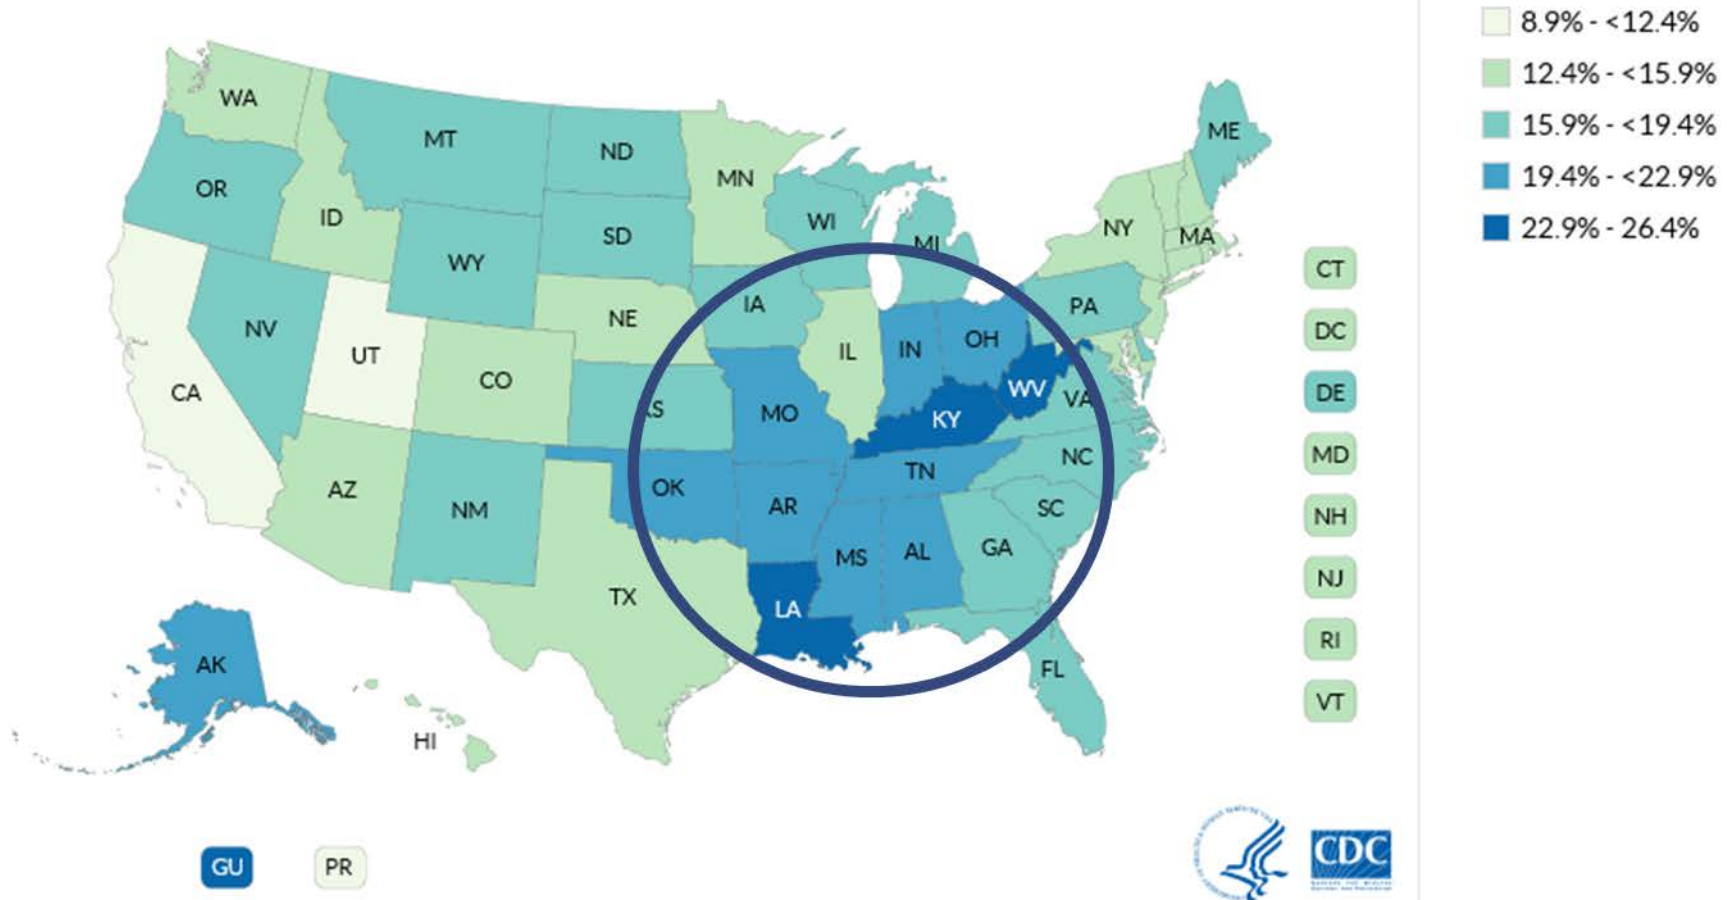 8.9% - <12.4%
12.4% - <15.9%
15.9% - <19.4%
19.4% - <22.9%
22.9% - 26.4%
WA
MT
ND
MN
ME
OR
ID
WY
SD
WI
MI
NY
MA
NV
UT
CO
NE
IA
IL
IN
OH
PA
CA
KS
MO
KY
WV
VA
AZ
NM
OK
AR
TN
NC
SC
TX
LA
MS
AL
GA
FL
AK
HI
CT
DC
DE
MD
NH
NJ
RI
VT
GU
PR
CDC